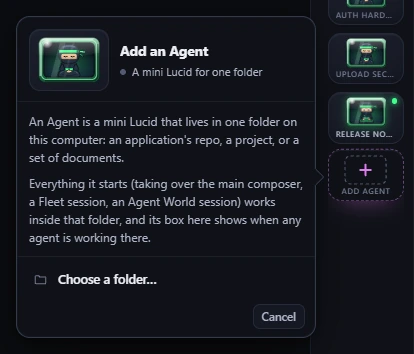 AUTH HARD...
UPLOAD SEC...
RELEASE NO...
ADD AGENT
Add an Agent
A mini Lucid for one folder
An Agent is a mini Lucid that lives in one folder on
this computer: an application's repo, a project, or a
set of documents.
Everything it starts (taking over the main composer,
a Fleet session, an Agent World session) works
inside that folder, and its box here shows when any
agent is working there.
Choose a folder...
Cancel